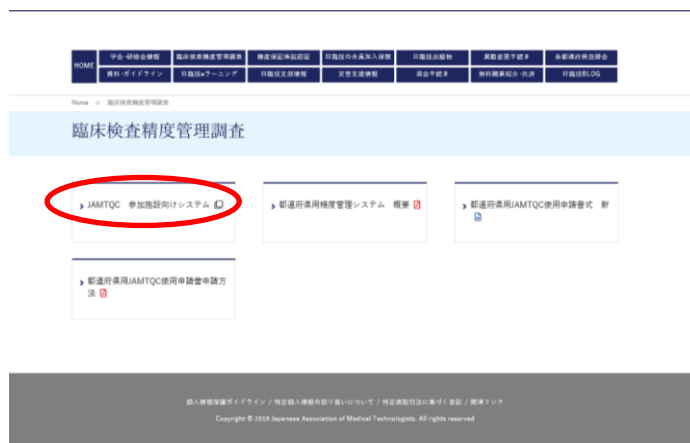 HOME
学会・研修会情報 臨床検査精度管理調査 精度保証施設認証 日臨技の会員加入保険 日臨技出版物 異動変更手続き 各都道府県技師会
資料・ガイドライン 日臨技eラーニング 日臨技支部情報 災害支援情報 退会手続き 無料職業紹介・共済 日臨技BLOG
Home > 臨床検査精度管理調査
臨床検査精度管理調査
JAMTQC 参加施設向けシステム
都道府県用精度管理システム 概要
都道府県用JAMTQC使用申請書式 新
都道府県用JAMTQC使用申請書申請方
法
個人情報保護ガイドライン / 特定個人情報の取り扱いについて / 特定商取引法に基づく表記 / 関連リンク
Copyright © 2018 Japanese Association of Medical Technologists. All rights reserved